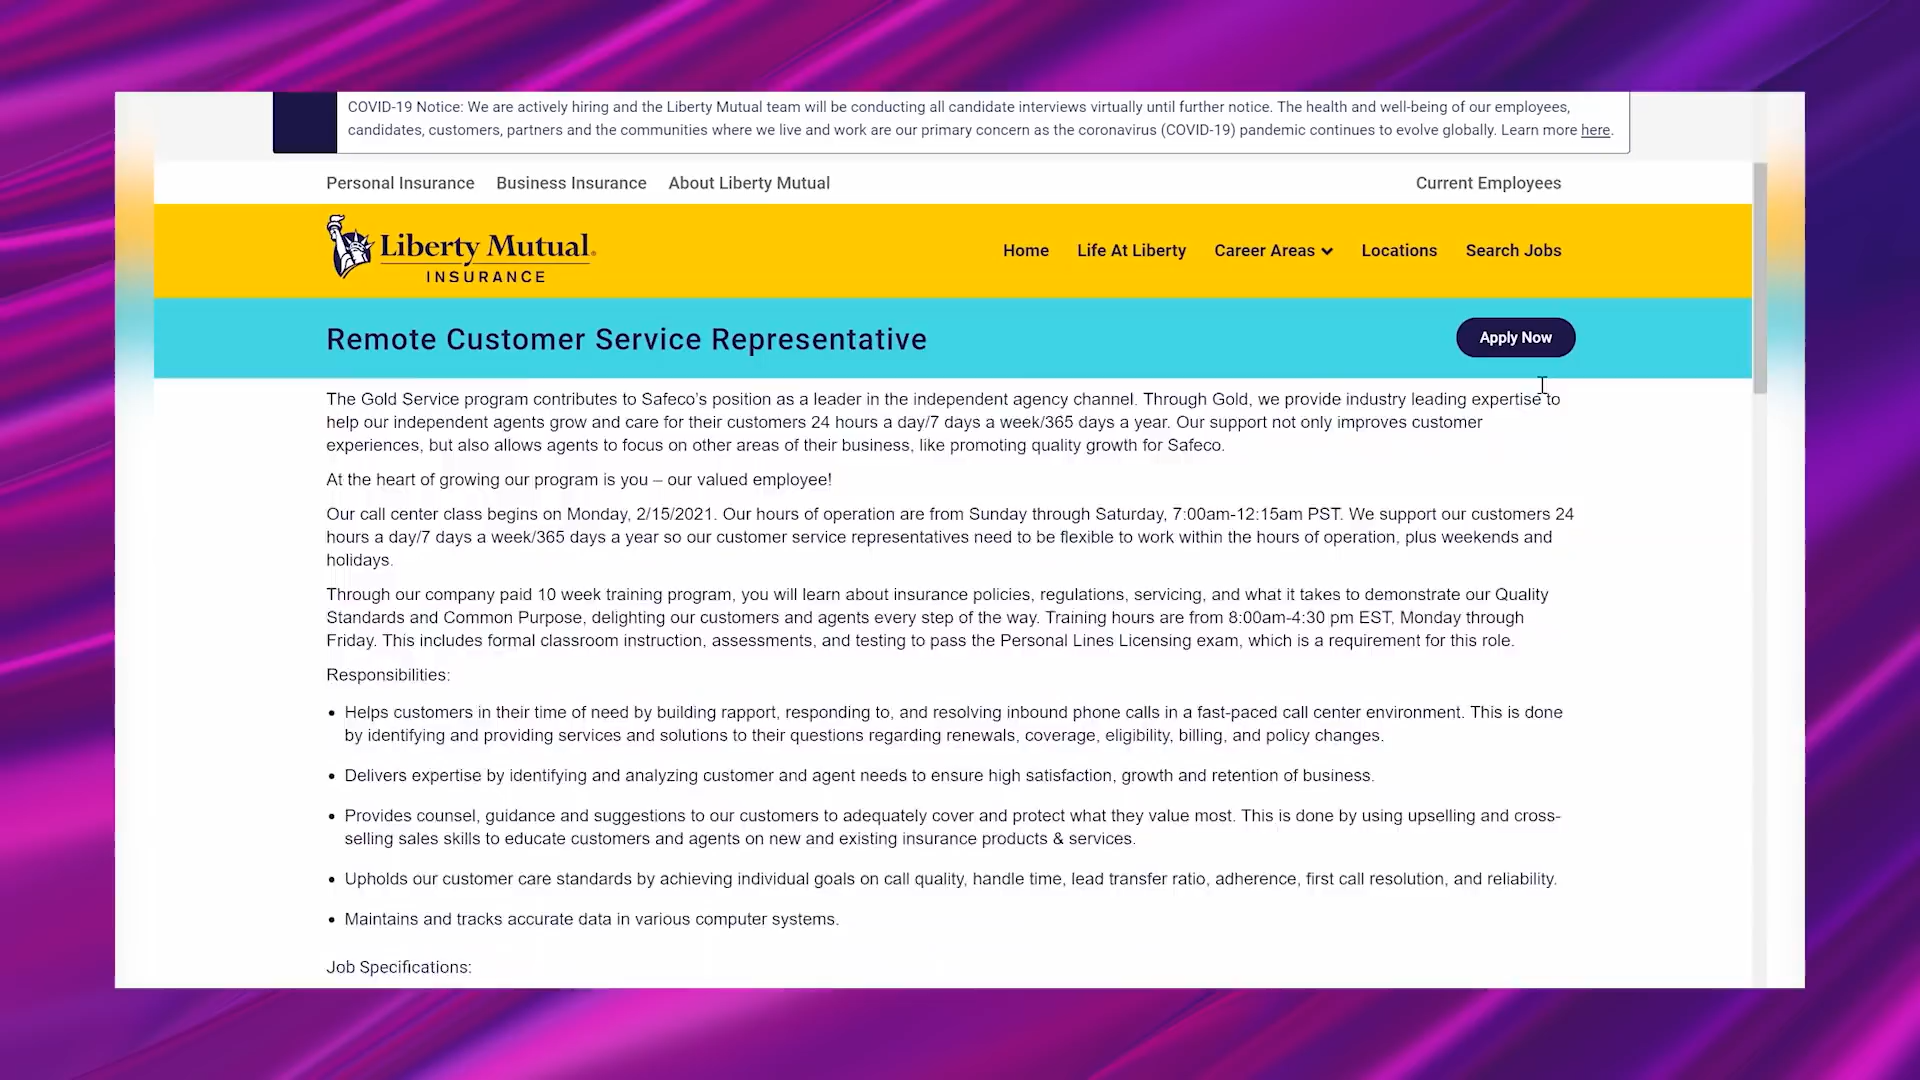 COVID-19 Notice: We are actively hiring and the Liberty Mutual team will be conducting all candidate interviews virtually until further notice. The health and well-being of our employees,
candidates, customers, partners and the communities where we live and work are our primary concern as the coronavirus (COVID-19) pandemic continues to evolve globally. Learn more here.
Personal Insurance Business Insurance About Liberty Mutual Current Employees
Liberty Mutual
INSURANCE
Home Life At Liberty Career Areas Locations Search Jobs
Remote Customer Service Representative Apply Now
The Gold Service program contributes to Safeco's position as a leader in the independent agency channel. Through Gold, we provide industry leading expertise to
help our independent agents grow and care for their customers 24 hours a day/7 days a week/365 days a year. Our support not only improves customer
experiences, but also allows agents to focus on other areas of their business, like promoting quality growth for Safeco.
At the heart of growing our program is you – our valued employee!
Our call center class begins on Monday, 2/15/2021. Our hours of operation are from Sunday through Saturday, 7:00am-12:15am PST. We support our customers 24
hours a day/7 days a week/365 days a year so our customer service representatives need to be flexible to work within the hours of operation, plus weekends and
holidays.
Through our company paid 10 week training program, you will learn about insurance policies, regulations, servicing, and what it takes to demonstrate our Quality
Standards and Common Purpose, delighting our customers and agents every step of the way. Training hours are from 8:00am-4:30 pm EST, Monday through
Friday. This includes formal classroom instruction, assessments, and testing to pass the Personal Lines Licensing exam, which is a requirement for this role.
Responsibilities:
• Helps customers in their time of need by building rapport, responding to, and resolving inbound phone calls in a fast-paced call center environment. This is done
by identifying and providing services and solutions to their questions regarding renewals, coverage, eligibility, billing, and policy changes.
• Delivers expertise by identifying and analyzing customer and agent needs to ensure high satisfaction, growth and retention of business.
• Provides counsel, guidance and suggestions to our customers to adequately cover and protect what they value most. This is done by using upselling and cross-
selling sales skills to educate customers and agents on new and existing insurance products & services.
• Upholds our customer care standards by achieving individual goals on call quality, handle time, lead transfer ratio, adherence, first call resolution, and reliability.
• Maintains and tracks accurate data in various computer systems.
Job Specifications: